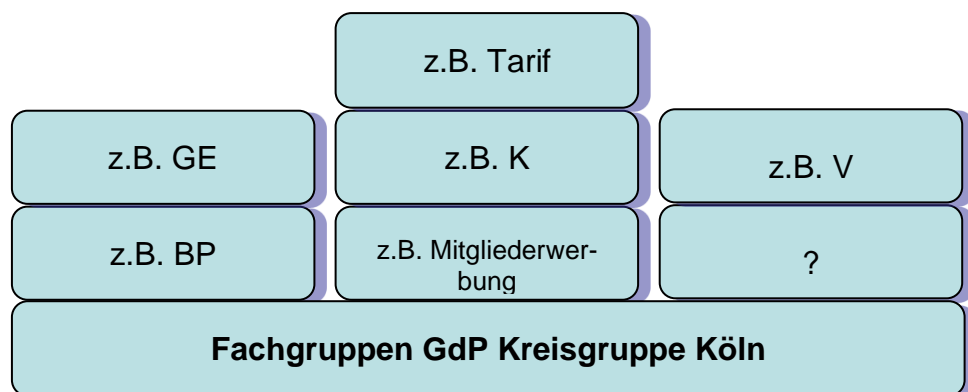 z.B. Tarif
z.B. GE
z.B. K
z.B. V
z.B. BP
z.B. Mitgliederwer-
bung
?
Fachgruppen GdP Kreisgruppe Köln